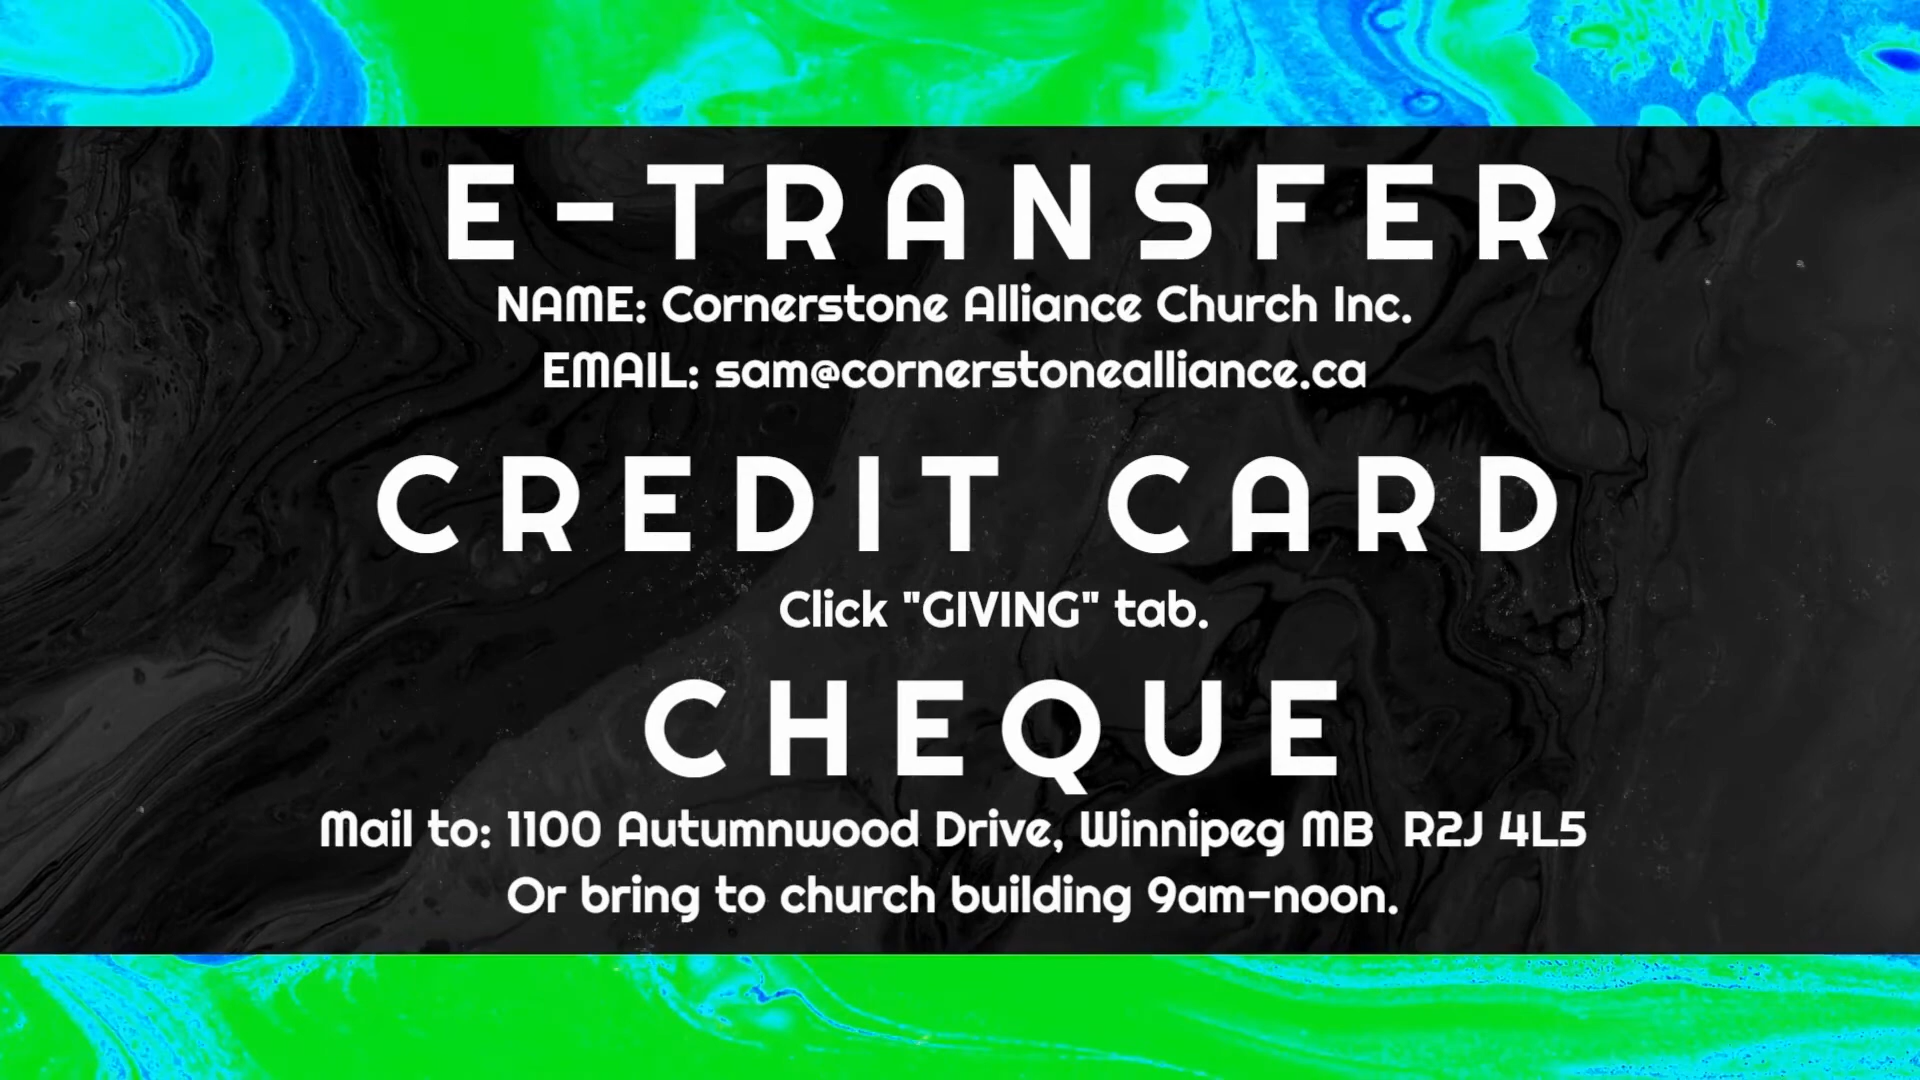 E-TRANSFER
NAME: Cornerstone Alliance Church Inc.
EMAIL: sam@cornerstonealliance.ca
CREDIT CARD
Click "GIVING" tab.
CHEQUE
Mail to: 1100 Autumnwood Drive, Winnipeg MB  R2J 4L5
Or bring to church building 9am-noon.